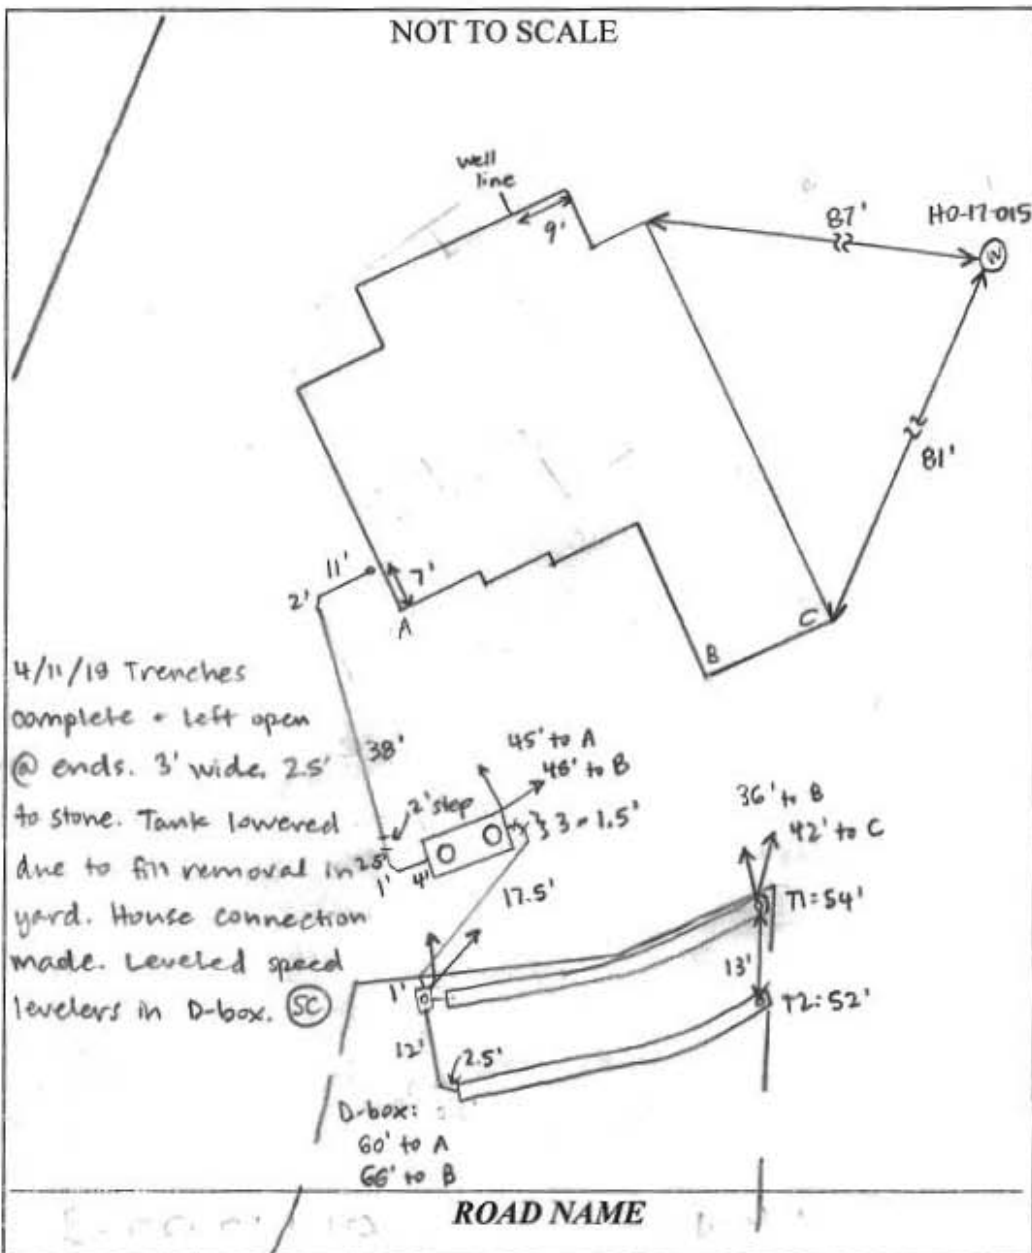 NOT TO SCALE
well
line
9'
87'
HO-17-015
W
81'
11'
7'
2'
A
C
B
4/11/19 Trenches
complete + left open
@ ends. 3' wide. 2.5'
to stone. Tank lowered
due to fill removal in
yard. House connection
made. Leveled speed
levelers in D-box. SC
38'
45' to A
46' to B
2' step
3 = 1.5'
2.5'
1'
4'
17.5'
36' to B
42' to C
T1=54'
13'
T2=52'
1'
12'
2.5'
D-box:
60' to A
66' to B
ROAD NAME